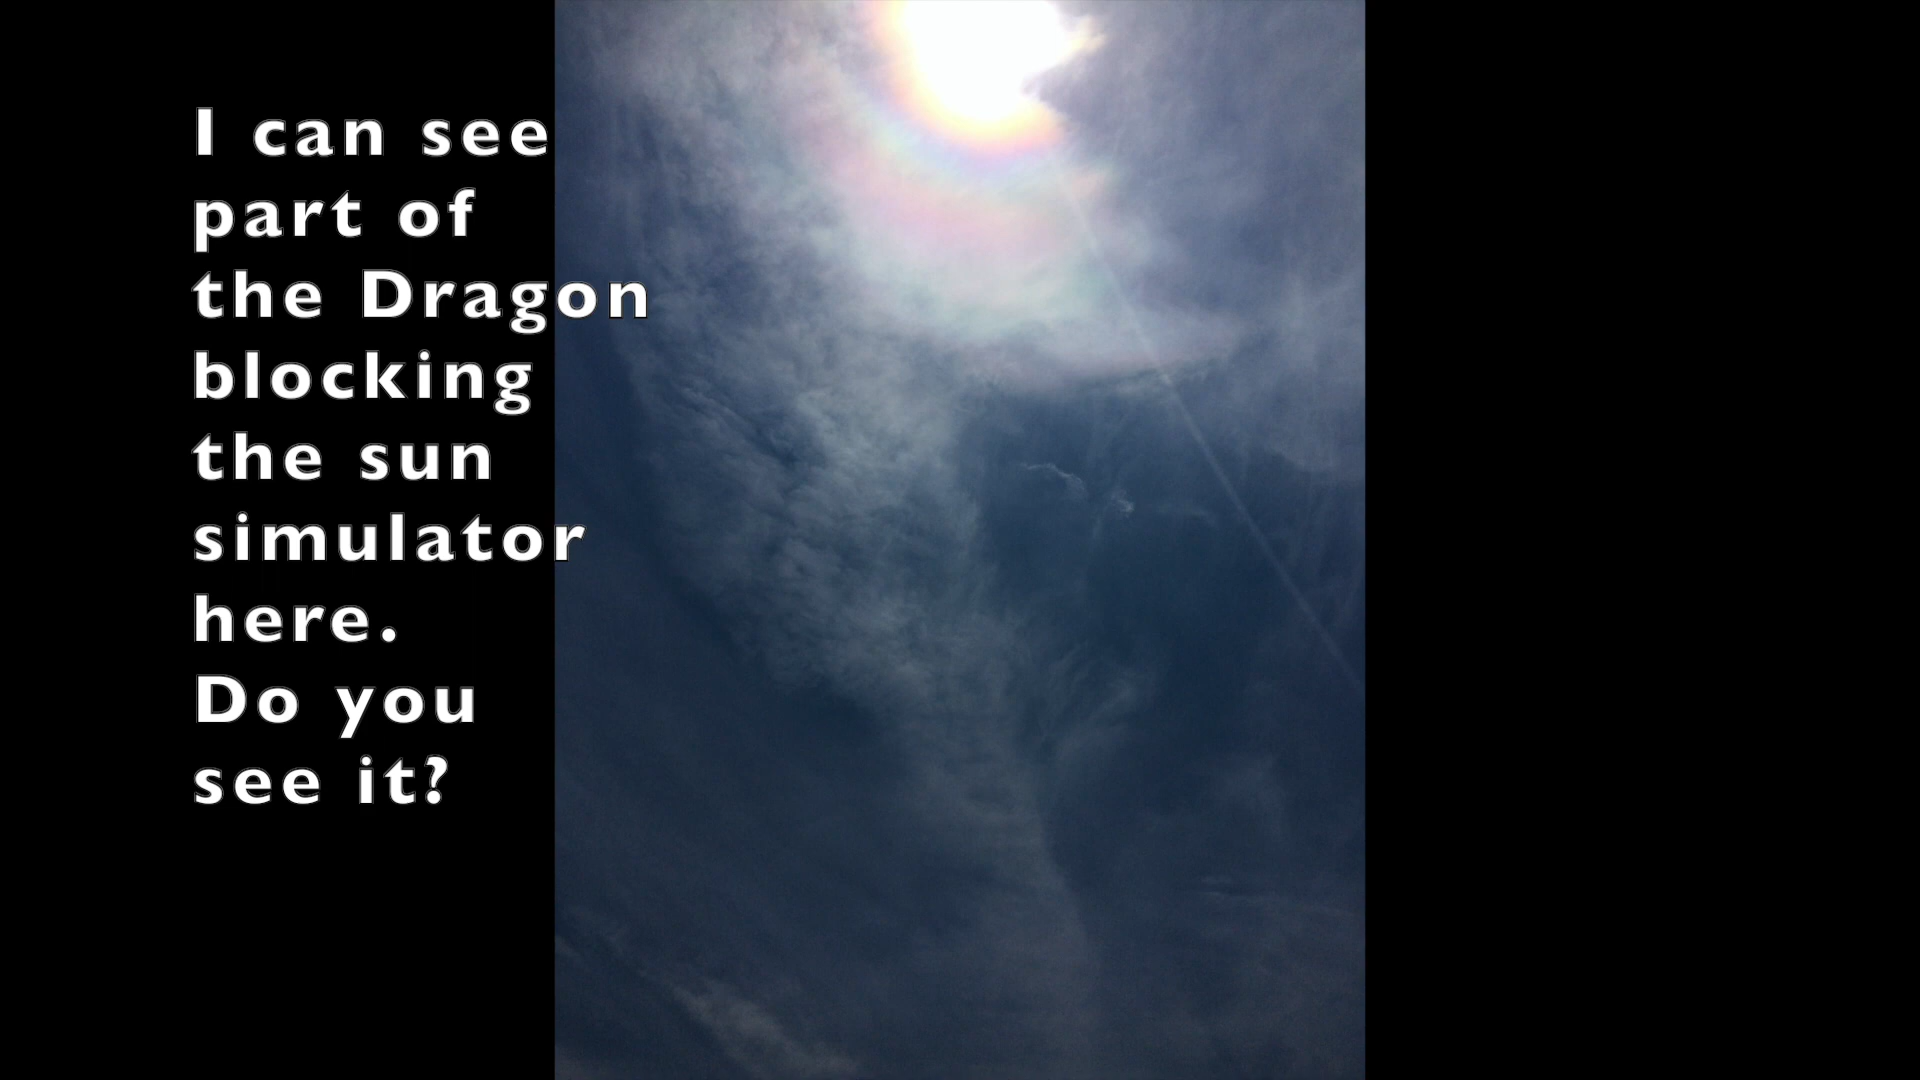 I can see
part of
the Dragon
blocking
the sun
simulator
here.
Do you
see it?